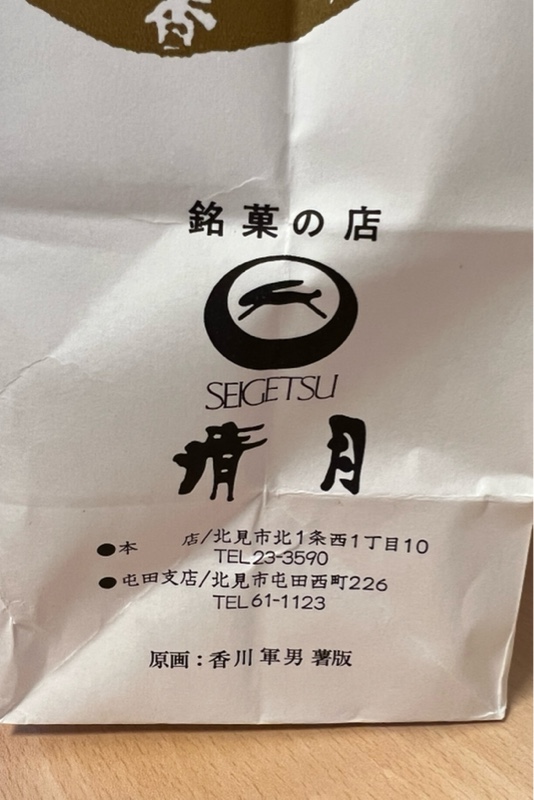 香
銘菓の店
SEIGETSU
晴月
●本　店/北見市北1条西1丁目10
TEL23-3590
●屯田支店/北見市屯田西町226
TEL61-1123
原画:香川軍男薯版